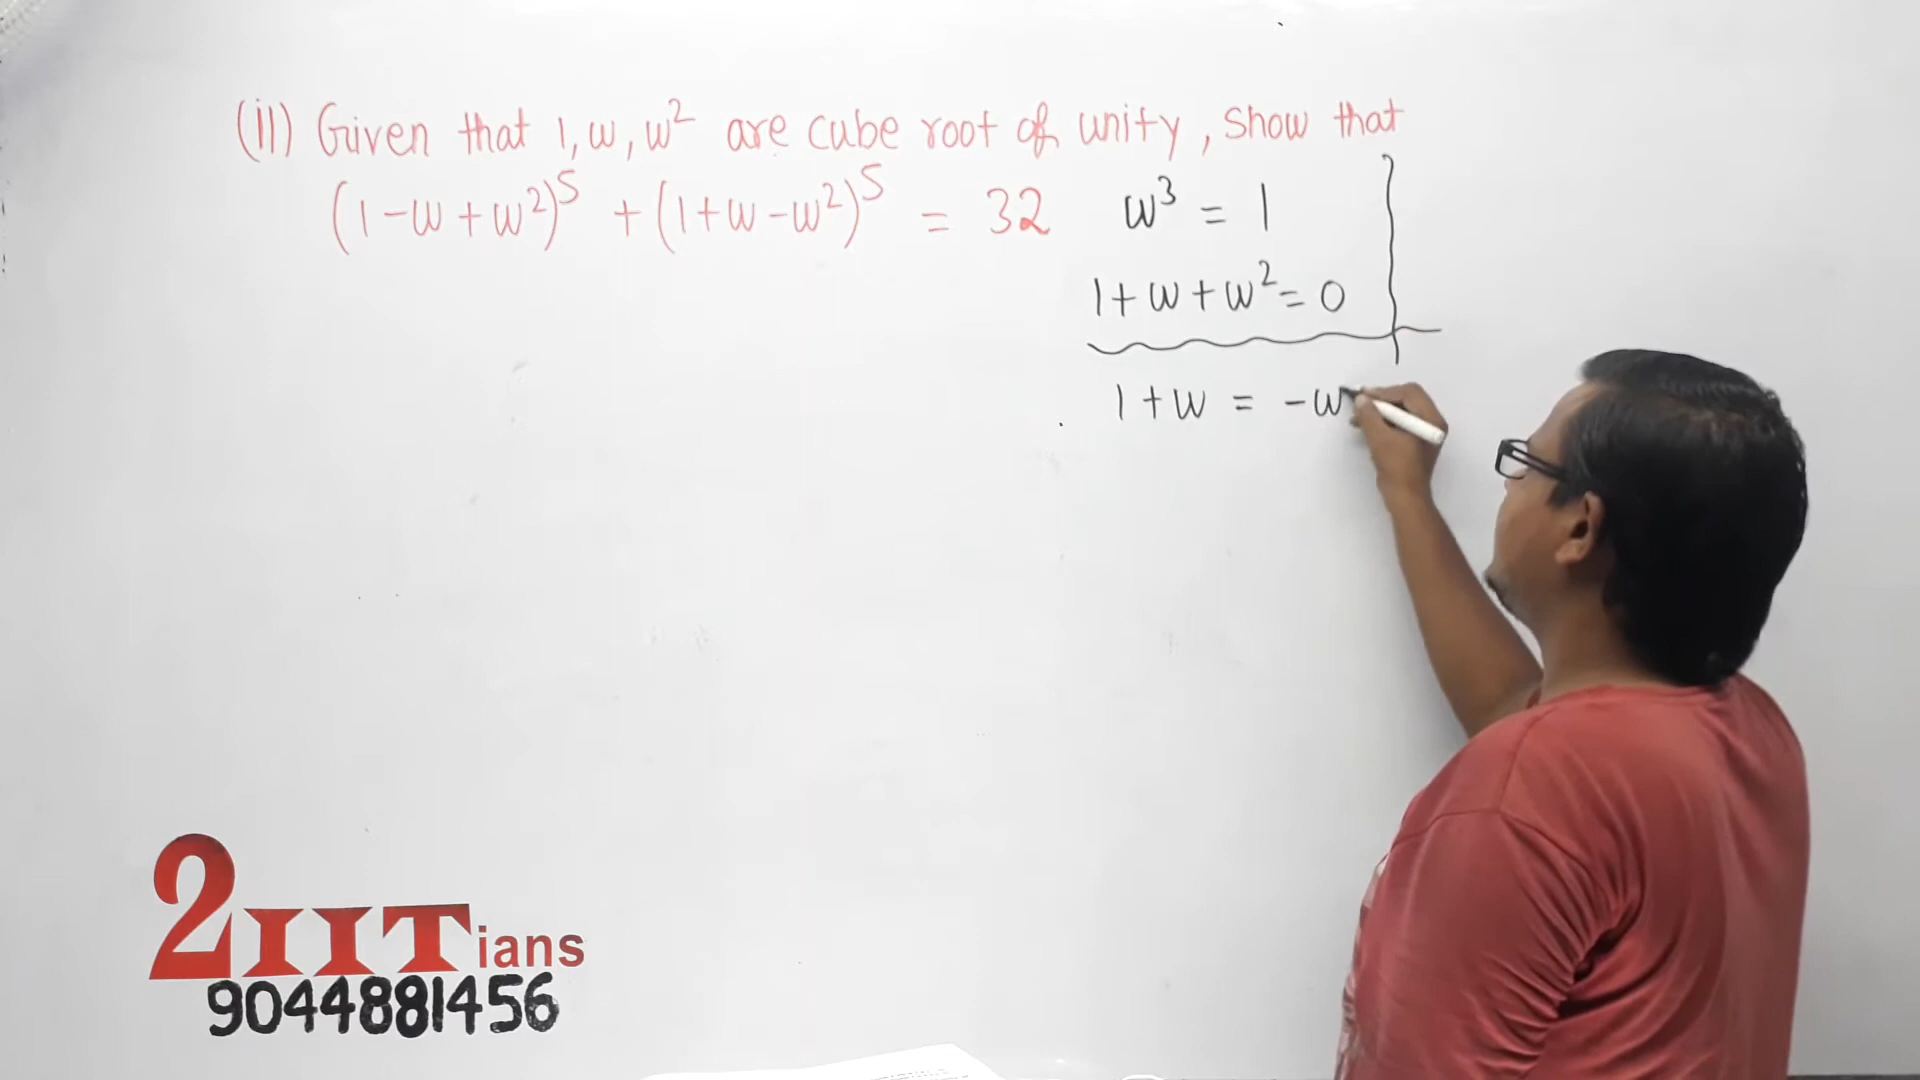 (ii) Given that 1, w, w² are cube root of unity, show that
(1-w+w²)⁵ + (1+w-w²)⁵ = 32
w³ = 1
1+w+w²=0
1+w = -w
2IITians
9044881456